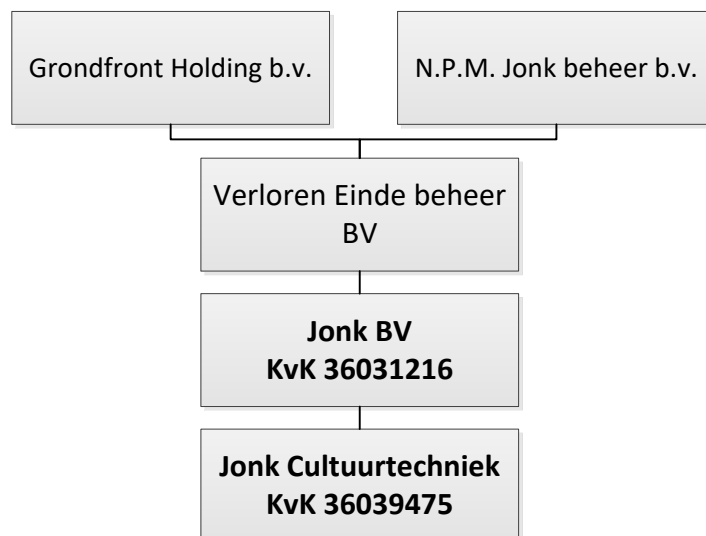 Grondfront Holding b.v.
N.P.M. Jonk beheer b.v.
Verloren Einde beheer
BV
Jonk BV
KvK 36031216
Jonk Cultuurtechniek
KvK 36039475